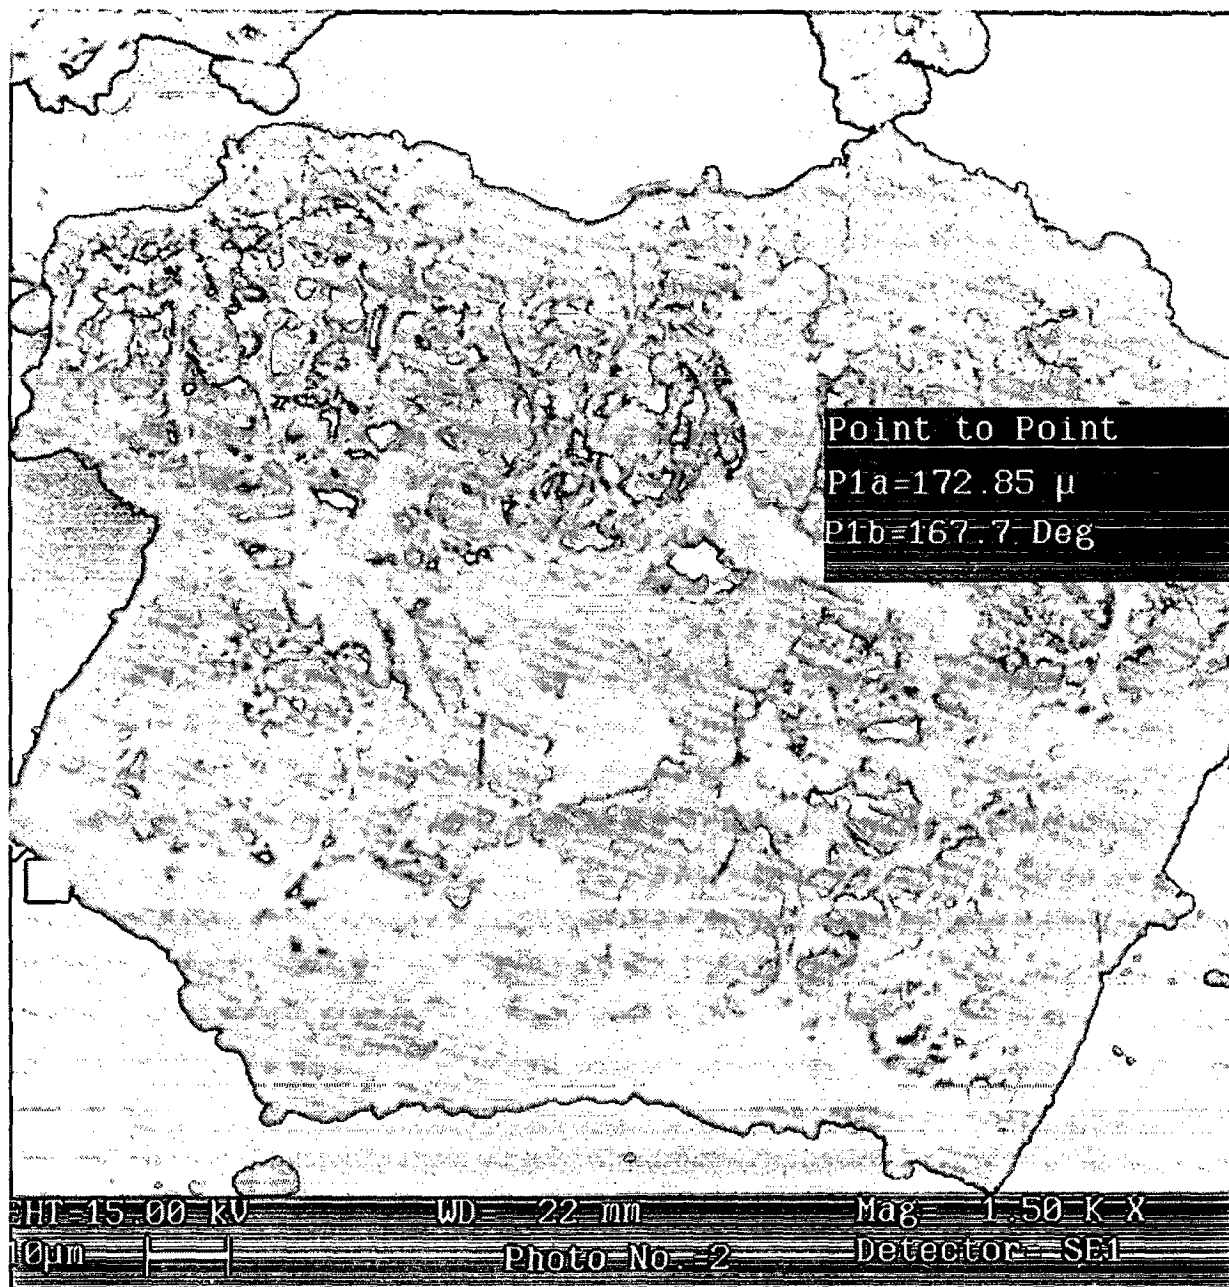 Point to Point
P1a=172.85 µ
P1b=167.7 Deg
EHT=15.00 kV WD= 22 mm Mag= 1.50 K X
10µm Photo No.=2 Detector= SE1